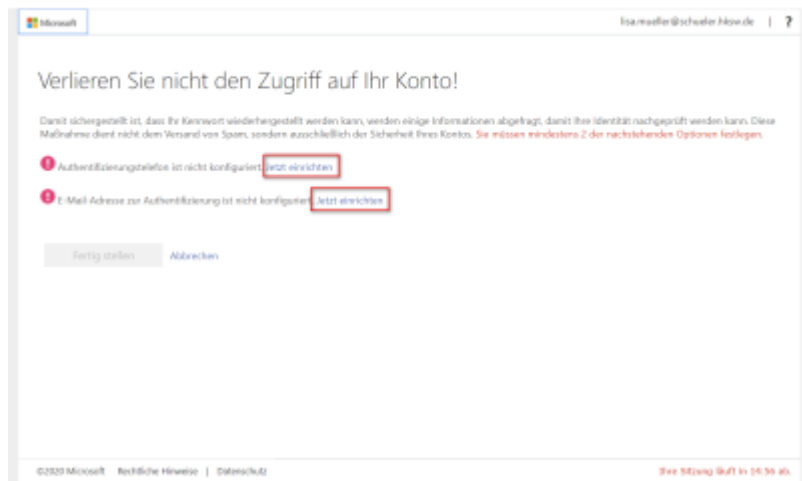 Microsoft
lisa.mueller@schueler.hksw.de | ?
Verlieren Sie nicht den Zugriff auf Ihr Konto!
Damit sichergestellt ist, dass Ihr Kennwort wiederhergestellt werden kann, werden einige Informationen abgefragt, damit Ihre Identität nachgeprüft werden kann. Diese
Maßnahme dient nicht dem Versand von Spam, sondern ausschließlich der Sicherheit Ihres Kontos. Sie müssen mindestens 2 der nachstehenden Optionen festlegen.
Authentifizierungstelefon ist nicht konfiguriert. Jetzt einrichten
E-Mail-Adresse zur Authentifizierung ist nicht konfiguriert. Jetzt einrichten
Fertig stellen Abbrechen
©2020 Microsoft Rechtliche Hinweise | Datenschutz
Ihre Sitzung läuft in 14:56 ab.